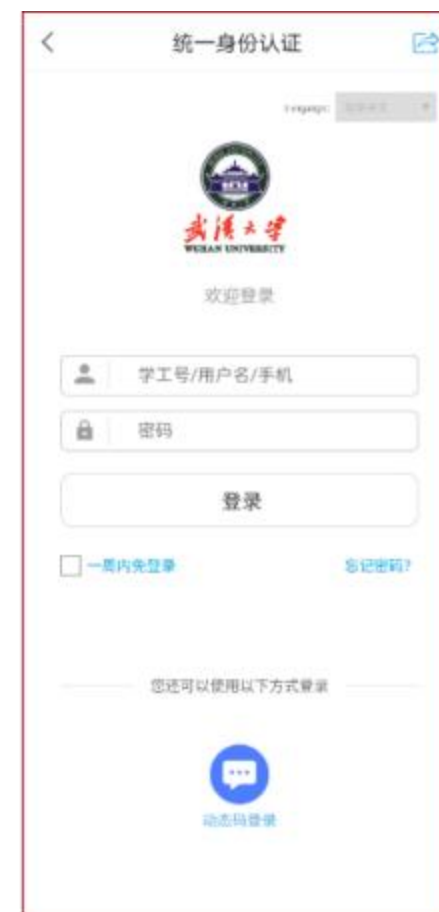 统一身份认证
Language:
武漢大学
WUHAN UNIVERSITY
欢迎登录
学工号/用户名/手机
密码
登录
一周内免登录
忘记密码?
您还可以使用以下方式登录
动态码登录